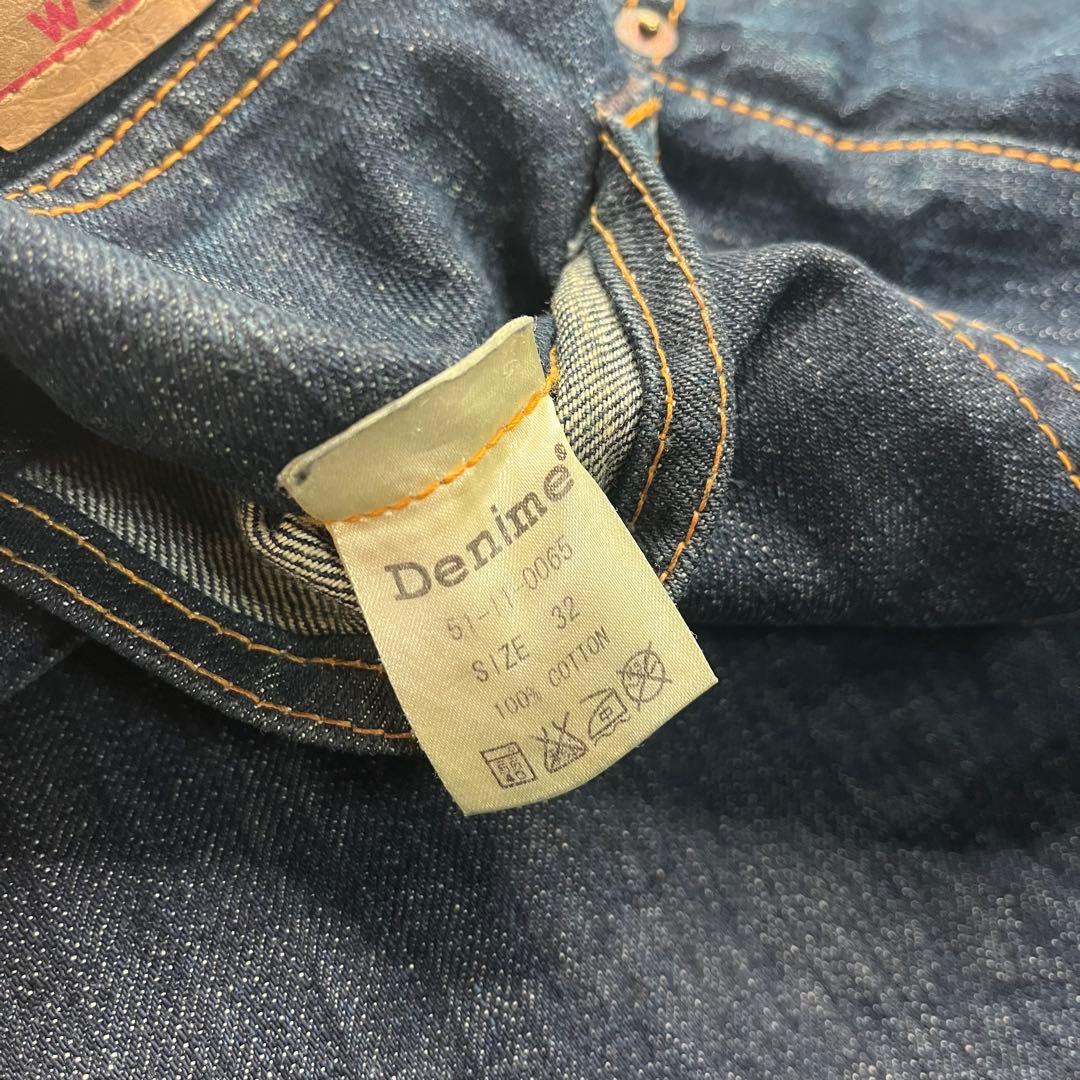 W
Denime®
51-11-0065
SIZE 32
100% COTTON